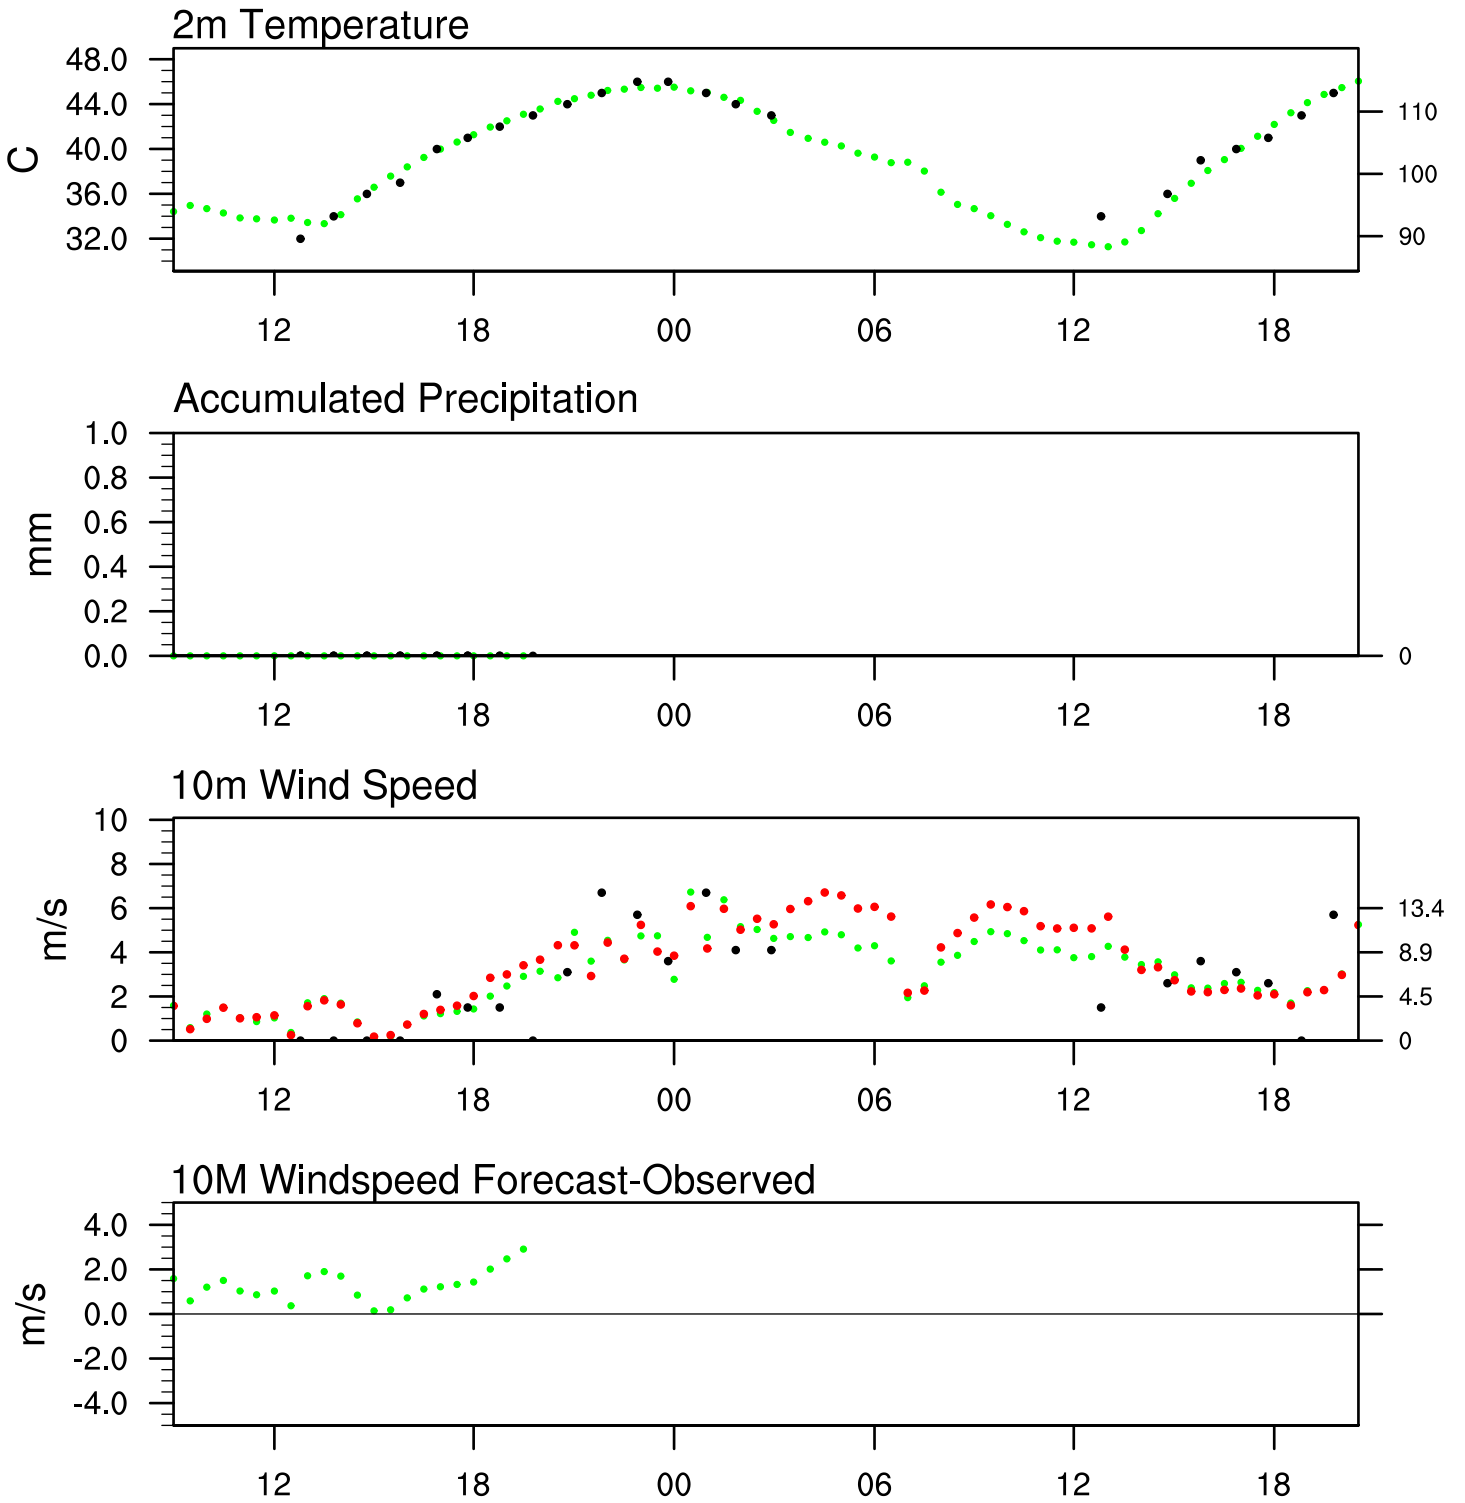 2m Temperature
48.0
44.0
40.0
36.0
32.0
C
110
100
90
12 18 00 06 12 18
Accumulated Precipitation
1.0
0.8
0.6
0.4
0.2
0.0
mm
0
12 18 00 06 12 18
10m Wind Speed
10
8
6
4
2
0
m/s
13.4
8.9
4.5
0
12 18 00 06 12 18
10M Windspeed Forecast-Observed
4.0
2.0
0.0
-2.0
-4.0
m/s
12 18 00 06 12 18